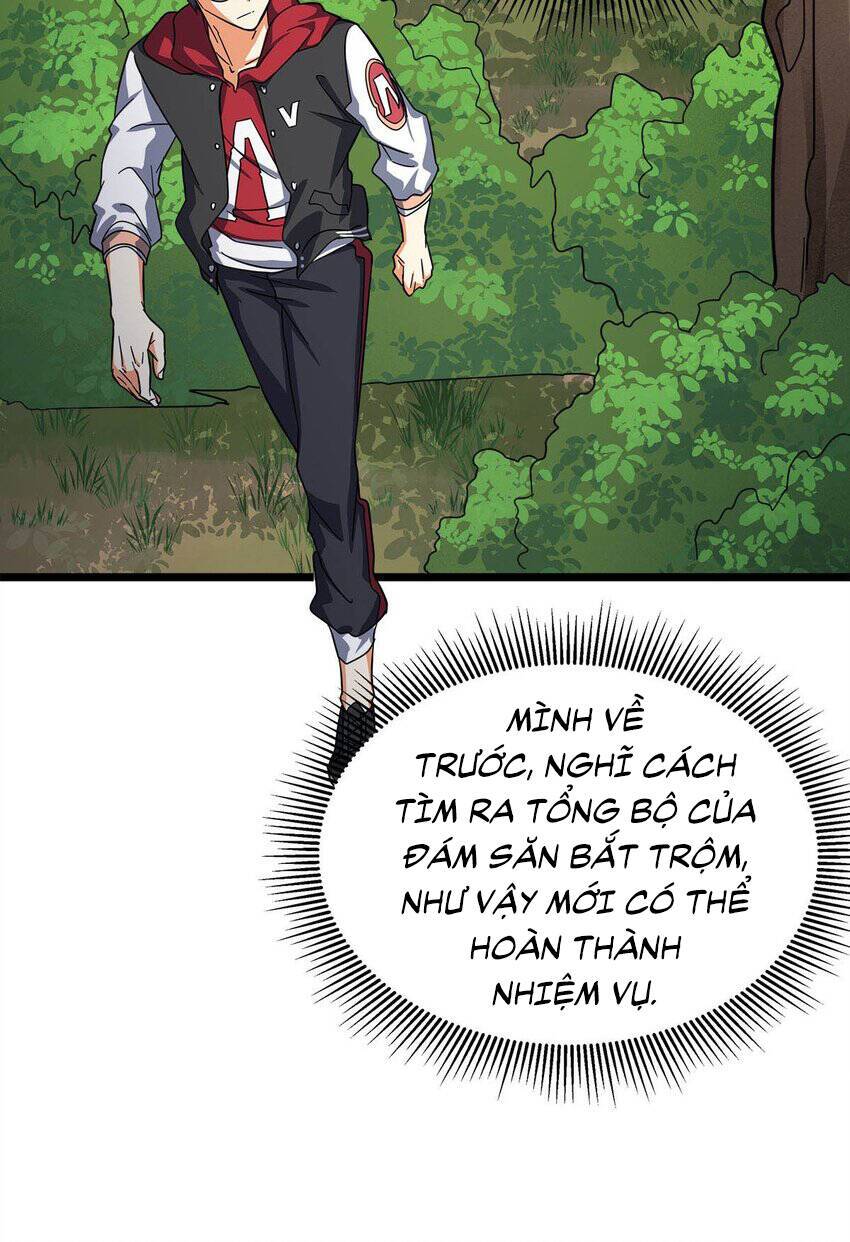 V
A
MÌNH VỀ
TRƯỚC, NGHĨ CÁCH
TÌM RA TỔNG BỘ CỦA
ĐÁM SĂN BẮT TRỘM,
NHƯ VẬY MỚI CÓ THỂ
HOÀN THÀNH
NHIỆM VỤ.